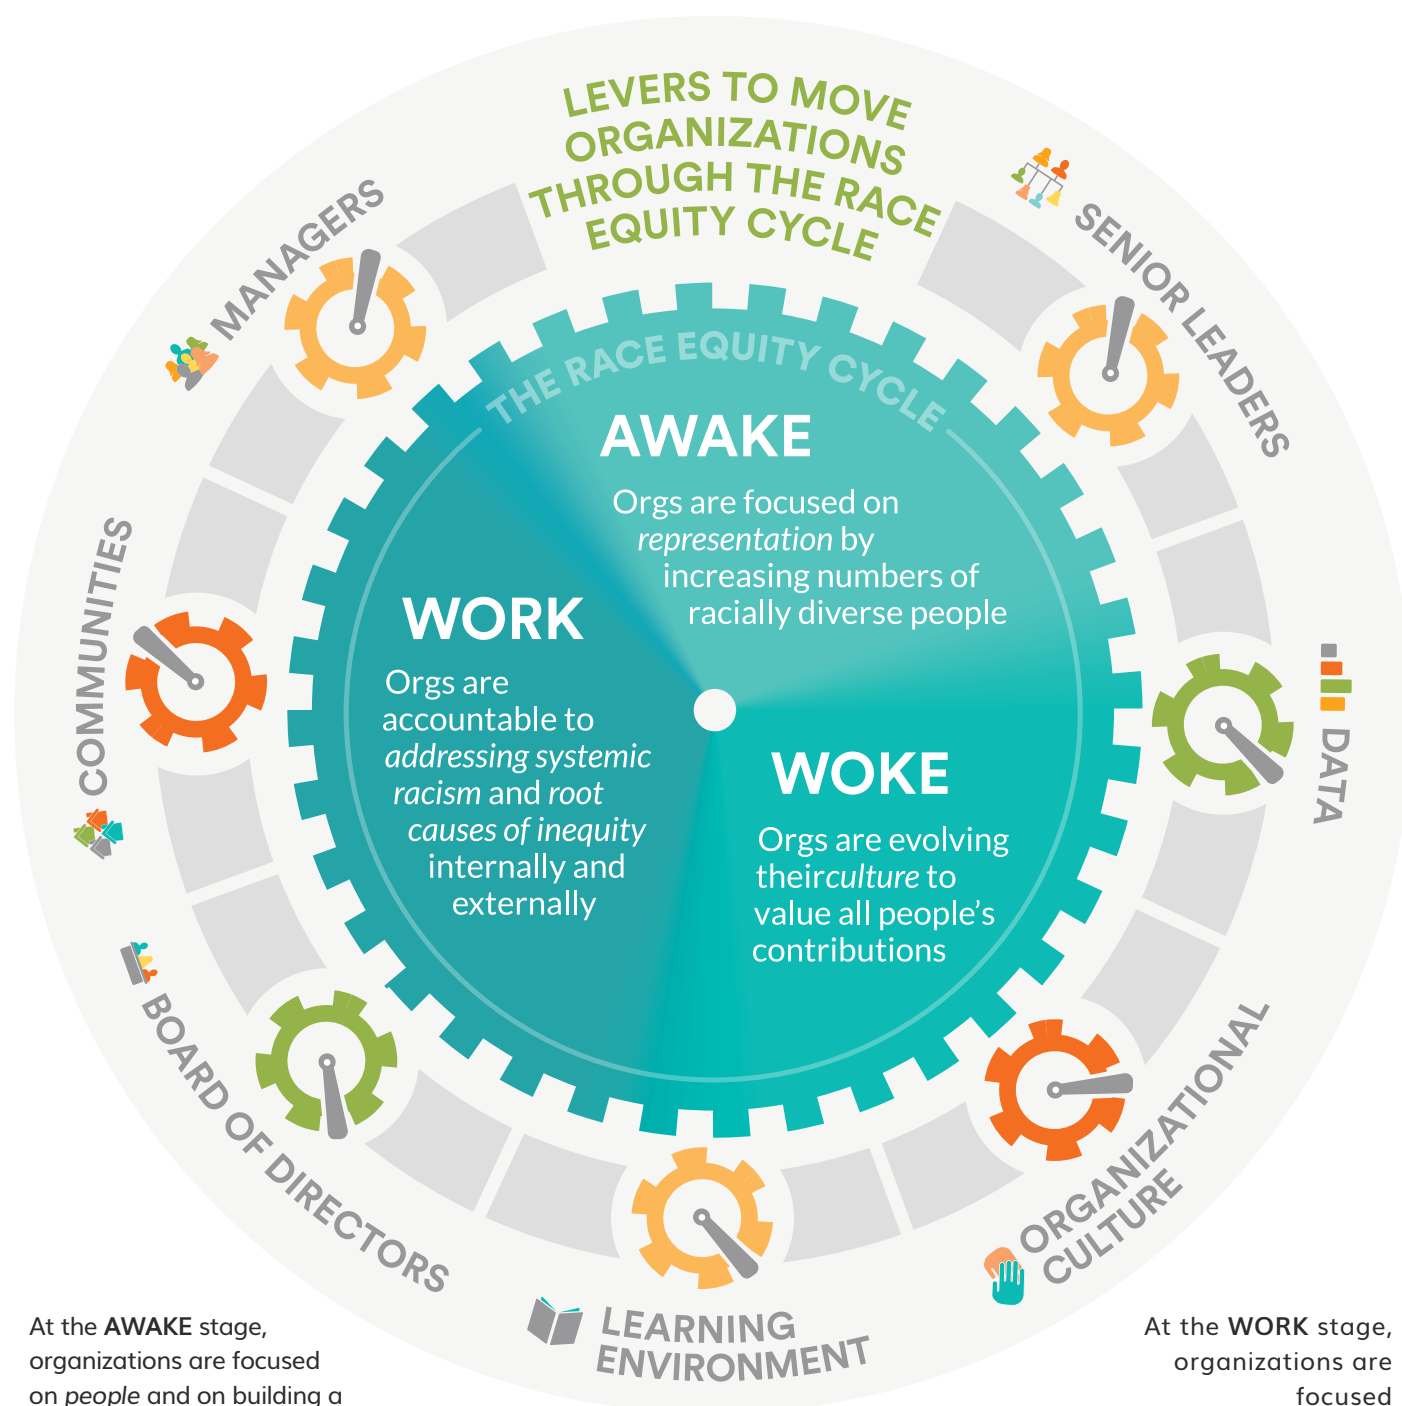 LEVERS TO MOVE
ORGANIZATIONS
THROUGH THE RACE
EQUITY CYCLE
SENIOR LEADERS
DATA
ORGANIZATIONAL
CULTURE
LEARNING
ENVIRONMENT
BOARD OF DIRECTORS
COMMUNITIES
MANAGERS
THE RACE EQUITY CYCLE
AWAKE
Orgs are focused on
representation by
increasing numbers of
racially diverse people
WOKE
Orgs are evolving
theirculture to
value all people’s
contributions
WORK
Orgs are
accountable to
addressing systemic
racism and root
causes of inequity
internally and
externally
At the AWAKE stage,
organizations are focused
on people and on building a
At the WORK stage,
organizations are
focused